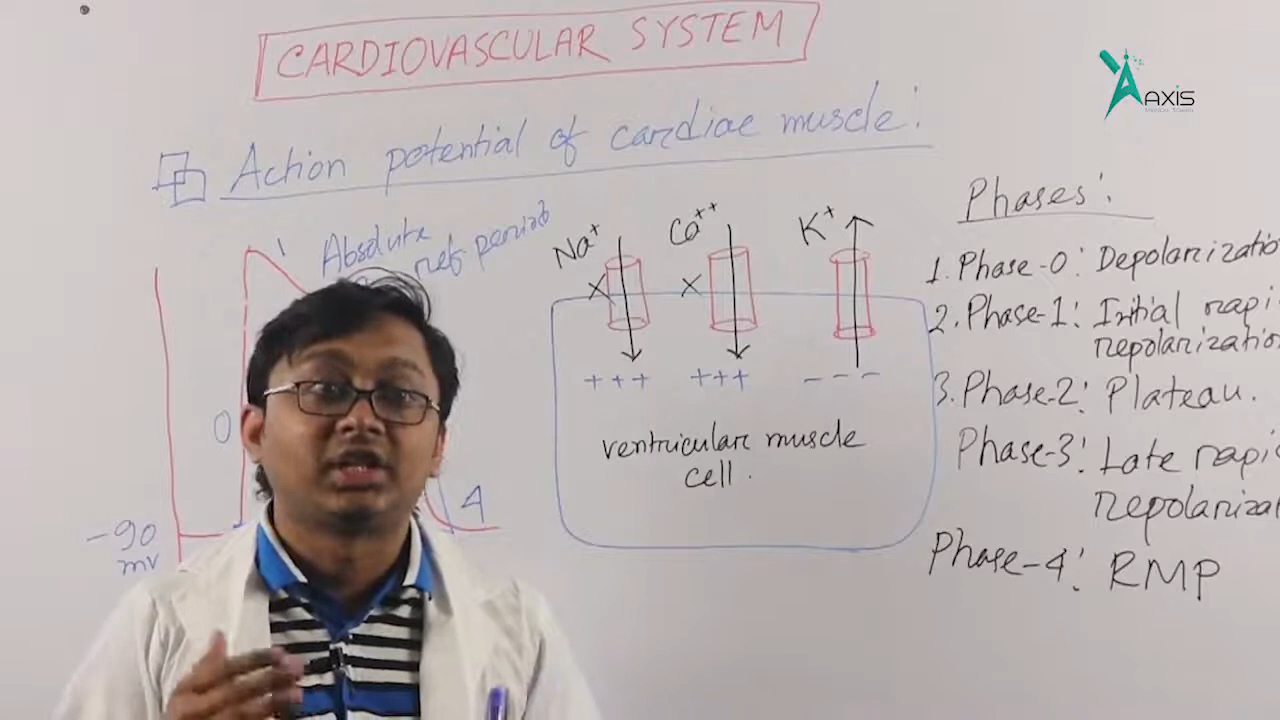 CARDIOVASCULAR SYSTEM
AXIS
Action potential of cardiac muscle:
Absolute
ref period
1
0
4
-90
mv
Na+
Ca++
K+
X
X
+++
+++
---
ventricular muscle
cell.
Phases:
1. Phase-0: Depolarizatio
2. Phase-1: Initial rapi
repolarizatio
3. Phase-2: Plateau.
Phase-3: Late rapi
repolariza
Phase-4: RMP